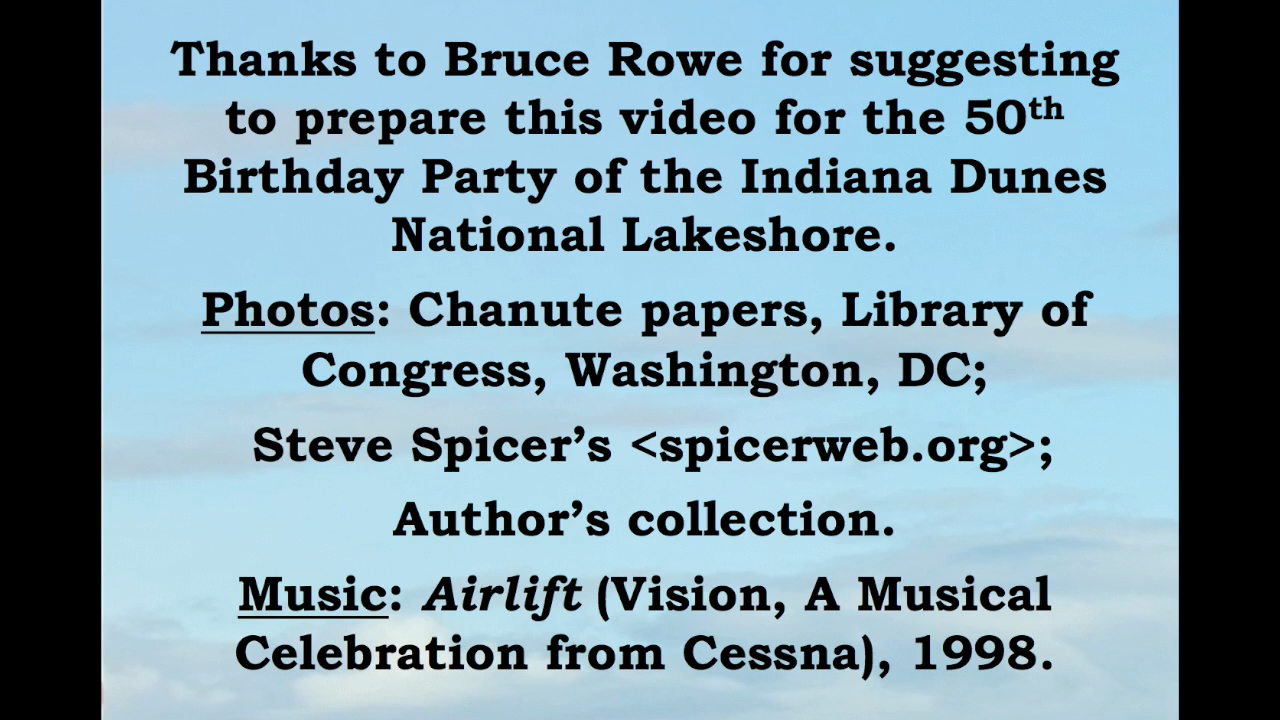 Thanks to Bruce Rowe for suggesting
to prepare this video for the 50th
Birthday Party of the Indiana Dunes
National Lakeshore.
Photos: Chanute papers, Library of
Congress, Washington, DC;
Steve Spicer’s <spicerweb.org>;
Author’s collection.
Music: Airlift (Vision, A Musical
Celebration from Cessna), 1998.